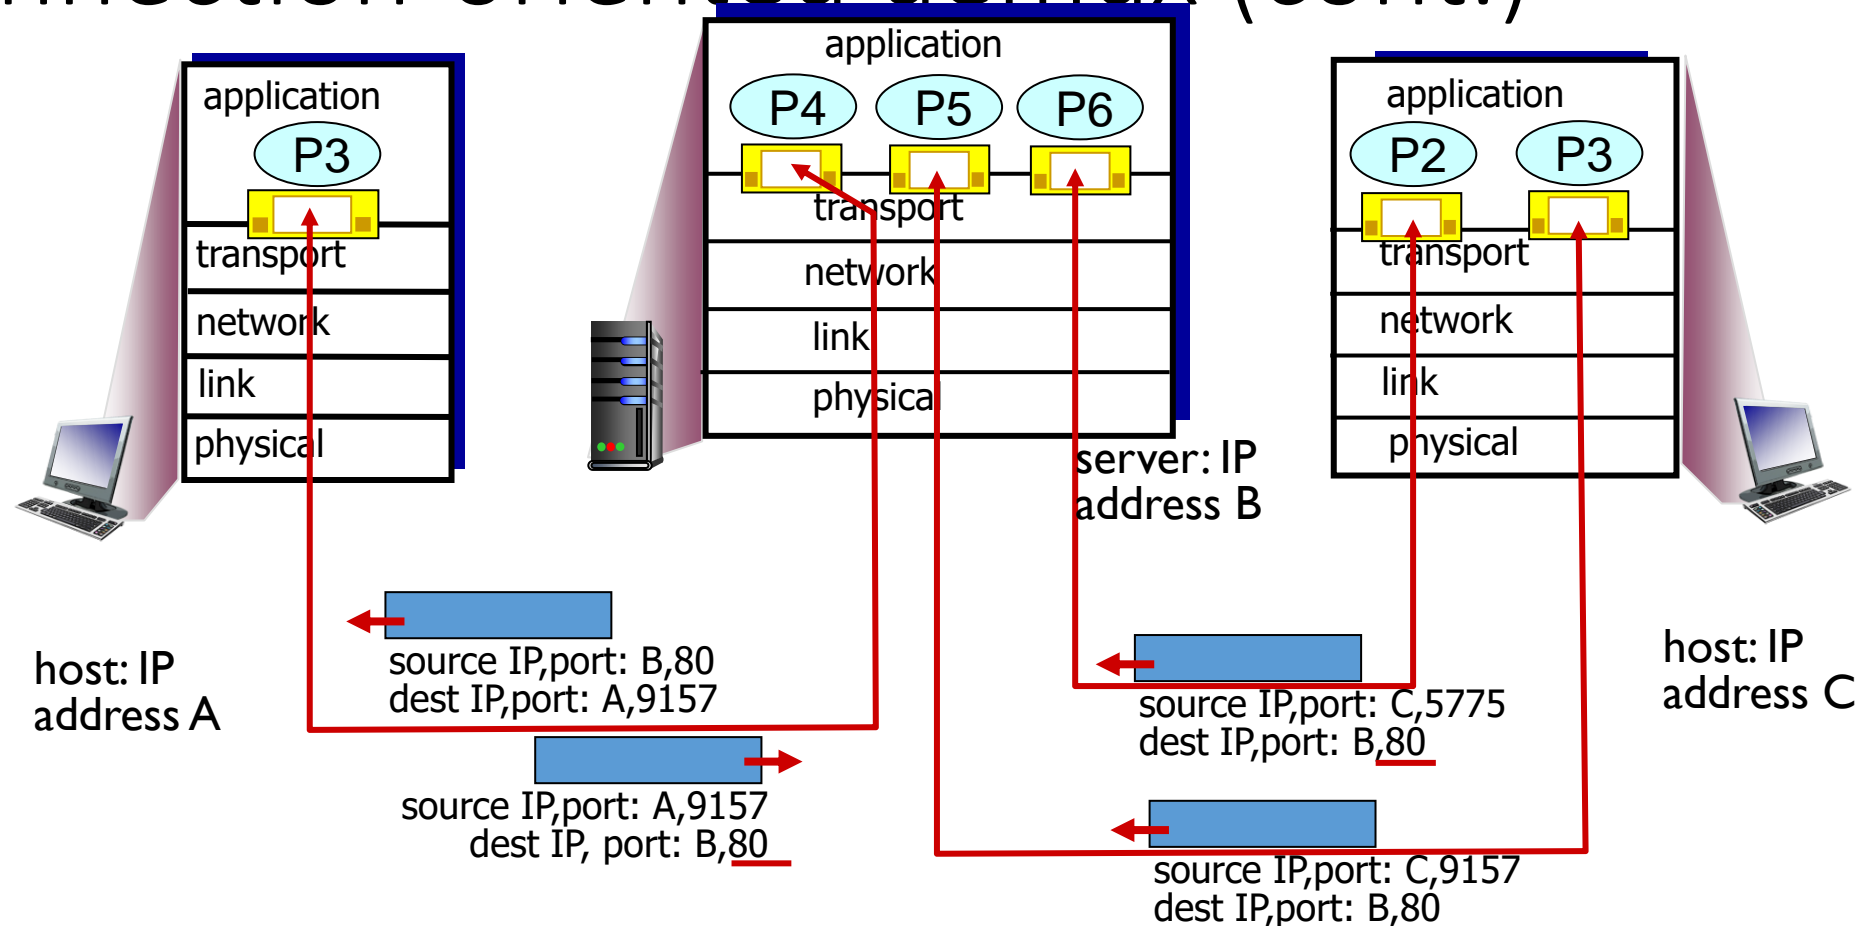 application
P3
transport
network
link
physical
host: IP
address A
application
P4 P5 P6
transport
network
link
physical
server: IP
address B
application
P2 P3
transport
network
link
physical
host: IP
address C
source IP,port: B,80
dest IP,port: A,9157
source IP,port: A,9157
dest IP, port: B,80
source IP,port: C,5775
dest IP,port: B,80
source IP,port: C,9157
dest IP,port: B,80